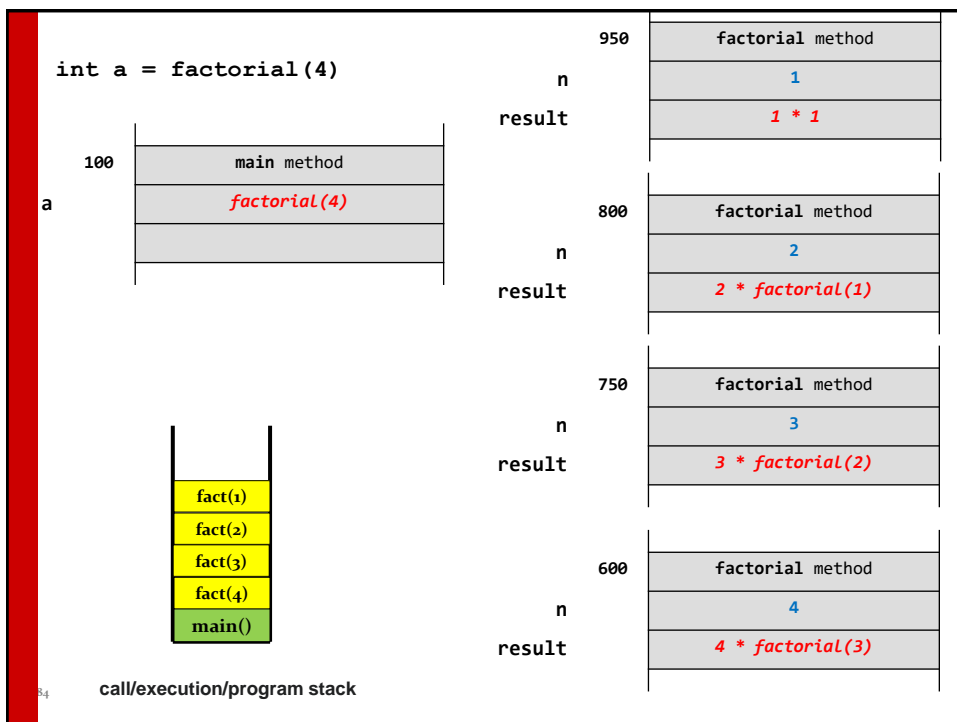 int a = factorial(4)
100 main method
a factorial(4)
950 factorial method
n 1
result 1 * 1
800 factorial method
n 2
result 2 * factorial(1)
750 factorial method
n 3
result 3 * factorial(2)
600 factorial method
n 4
result 4 * factorial(3)
fact(1)
fact(2)
fact(3)
fact(4)
main()
84 call/execution/program stack